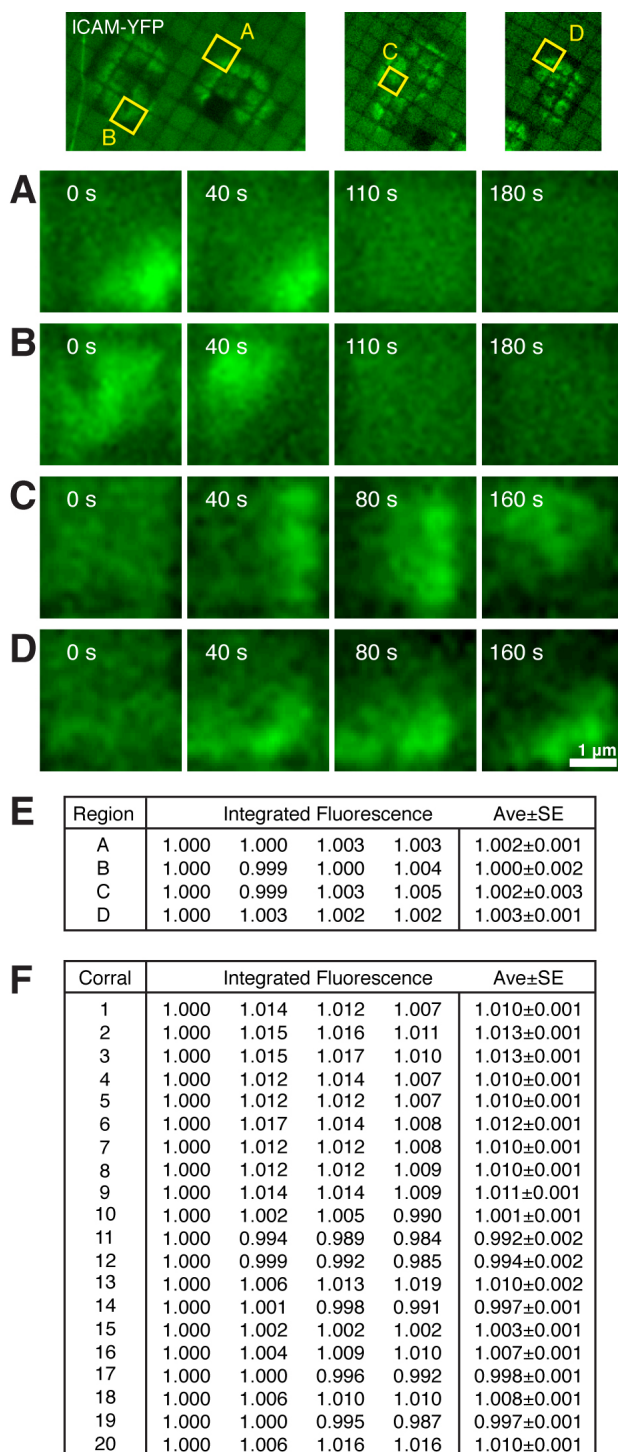 ICAM-YFP A C D
B
A 0 s 40 s 110 s 180 s
B 0 s 40 s 110 s 180 s
C 0 s 40 s 80 s 160 s
D 0 s 40 s 80 s 160 s
1 µm
E Region Integrated Fluorescence Ave±SE
A 1.000 1.000 1.003 1.003 1.002±0.001
B 1.000 0.999 1.000 1.004 1.000±0.002
C 1.000 0.999 1.003 1.005 1.002±0.003
D 1.000 1.003 1.002 1.002 1.003±0.001
F Corral Integrated Fluorescence Ave±SE
1 1.000 1.014 1.012 1.007 1.010±0.001
2 1.000 1.015 1.016 1.011 1.013±0.001
3 1.000 1.015 1.017 1.010 1.013±0.001
4 1.000 1.012 1.014 1.007 1.010±0.001
5 1.000 1.012 1.012 1.007 1.010±0.001
6 1.000 1.017 1.014 1.008 1.012±0.001
7 1.000 1.012 1.012 1.008 1.010±0.001
8 1.000 1.012 1.012 1.009 1.010±0.001
9 1.000 1.014 1.014 1.009 1.011±0.001
10 1.000 1.002 1.005 0.990 1.001±0.001
11 1.000 0.994 0.989 0.984 0.992±0.002
12 1.000 0.999 0.992 0.985 0.994±0.002
13 1.000 1.006 1.013 1.019 1.010±0.002
14 1.000 1.001 0.998 0.991 0.997±0.001
15 1.000 1.002 1.002 1.002 1.003±0.001
16 1.000 1.004 1.009 1.010 1.007±0.001
17 1.000 1.000 0.996 0.992 0.998±0.001
18 1.000 1.006 1.010 1.010 1.008±0.001
19 1.000 1.000 0.995 0.987 0.997±0.001
20 1.000 1.006 1.016 1.016 1.010±0.001